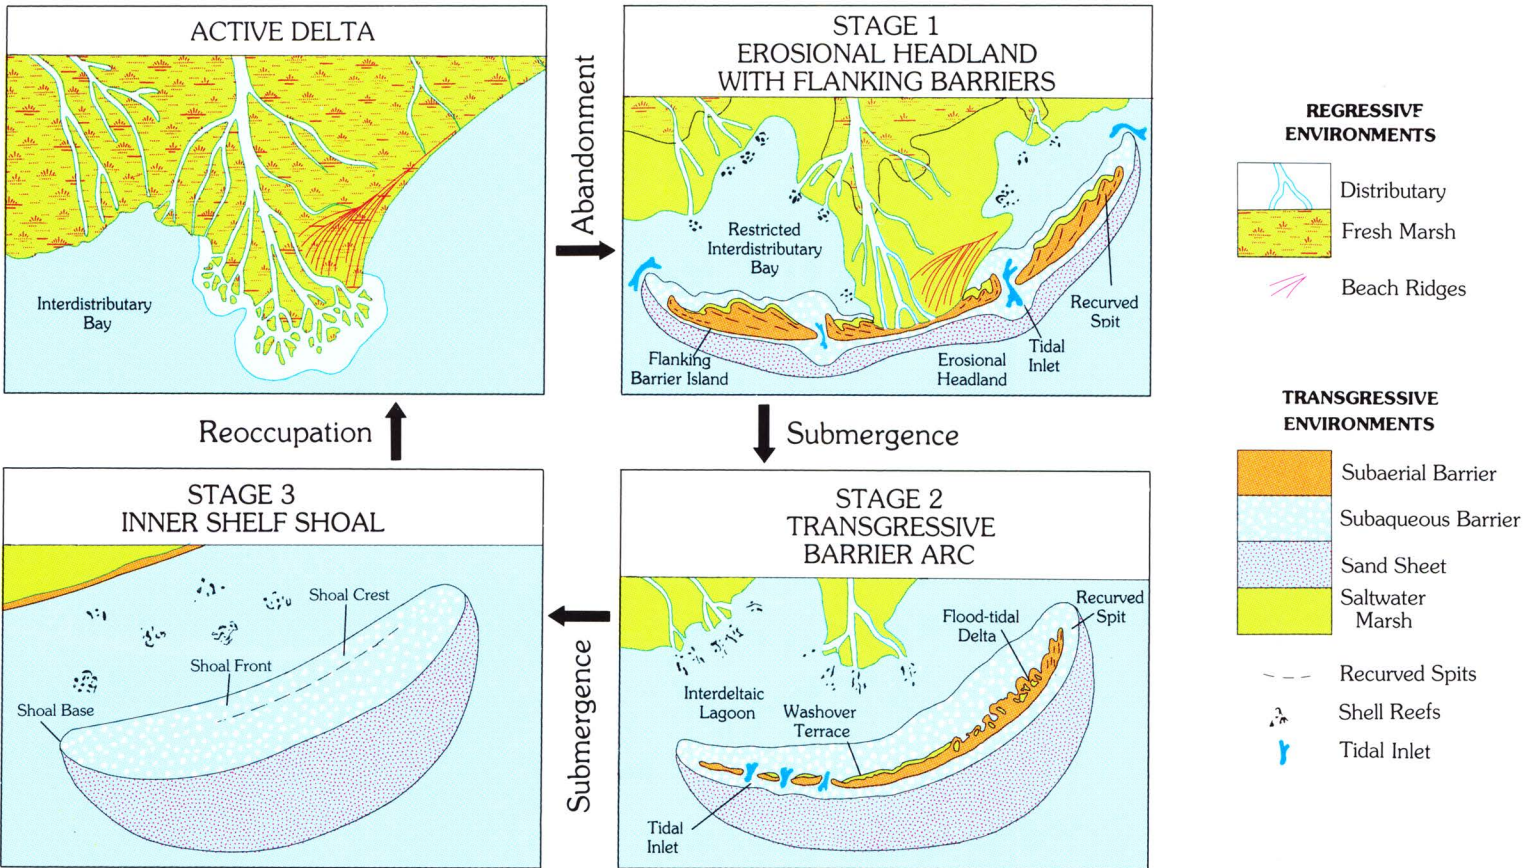 ACTIVE DELTA
Interdistributary
Bay
Abandonment
STAGE 1
EROSIONAL HEADLAND
WITH FLANKING BARRIERS
Restricted
Interdistributary
Bay
Recurved
Spit
Flanking
Barrier Island
Erosional
Headland
Tidal
Inlet
Reoccupation
Submergence
STAGE 3
INNER SHELF SHOAL
Shoal Crest
Shoal Front
Shoal Base
Submergence
STAGE 2
TRANSGRESSIVE
BARRIER ARC
Recurved
Spit
Flood-tidal
Delta
Interdeltaic
Lagoon
Washover
Terrace
Tidal
Inlet
REGRESSIVE
ENVIRONMENTS
Distributary
Fresh Marsh
Beach Ridges
TRANSGRESSIVE
ENVIRONMENTS
Subaerial Barrier
Subaqueous Barrier
Sand Sheet
Saltwater
Marsh
Recurved Spits
Shell Reefs
Tidal Inlet